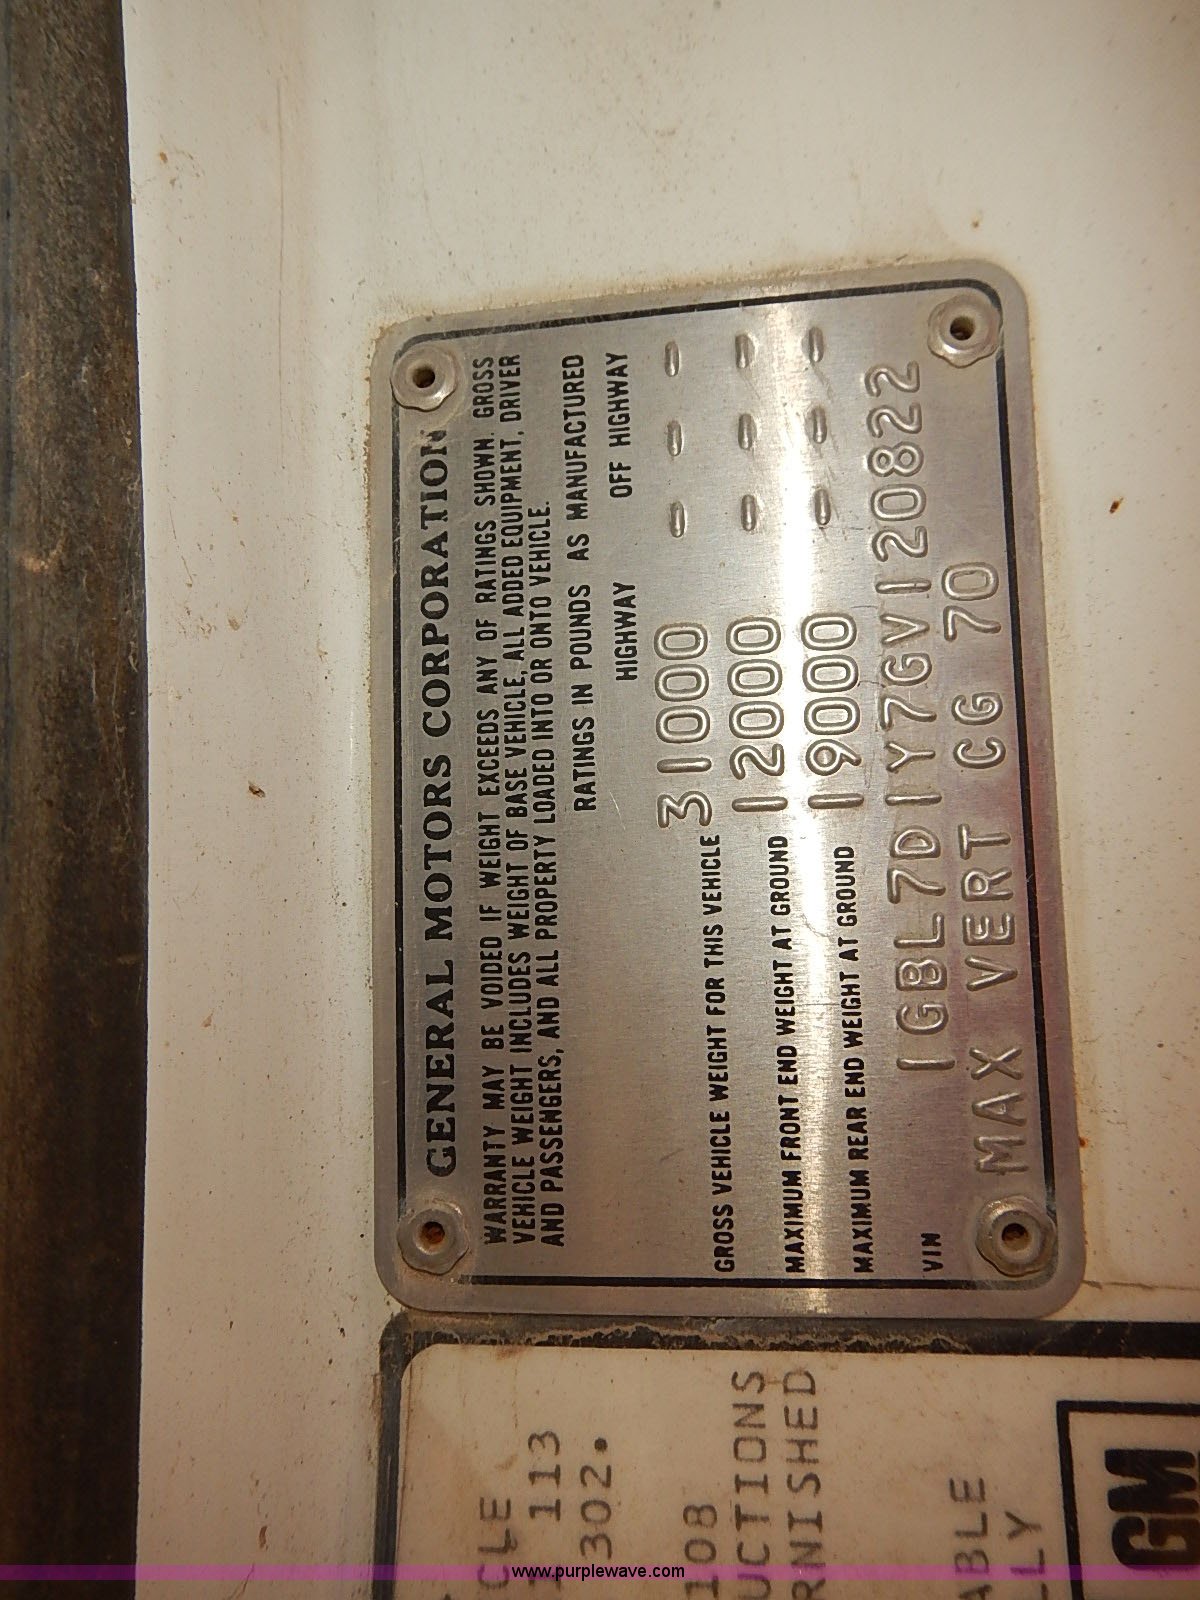 GENERAL MOTORS CORPORATION
WARRANTY MAY BE VOIDED IF WEIGHT EXCEEDS ANY OF RATINGS SHOWN. GROSS
VEHICLE WEIGHT INCLUDES WEIGHT OF BASE VEHICLE, ALL ADDED EQUIPMENT, DRIVER
AND PASSENGERS, AND ALL PROPERTY LOADED INTO OR ONTO VEHICLE.
RATINGS IN POUNDS AS MANUFACTURED
HIGHWAY OFF HIGHWAY
GROSS VEHICLE WEIGHT FOR THIS VEHICLE 31000 - - -
MAXIMUM FRONT END WEIGHT AT GROUND 12000 - - -
MAXIMUM REAR END WEIGHT AT GROUND 19000 - - -
VIN 1GBL7D1Y7GV120822
MAX VERT CG 70
CLE
113
302.
108
UCTIONS
RNISHED
ABLE
LY
GM
www.purplewave.com